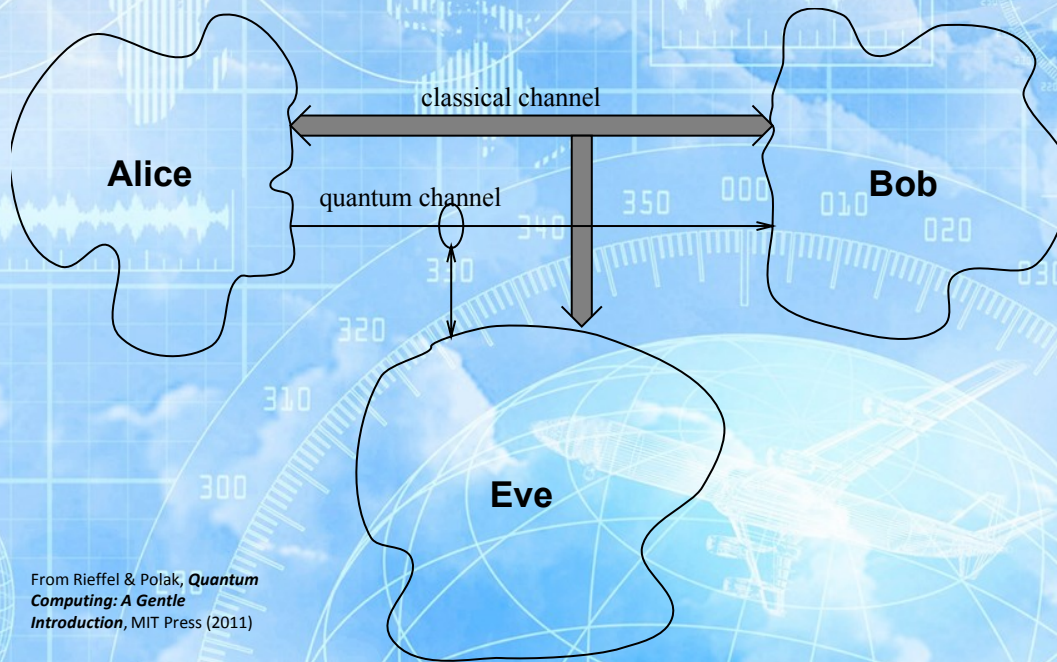 classical channel
Alice
Bob
quantum channel
350
000
010
340
020
330
030
320
310
Eve
300
From Rieffel & Polak, Quantum
Computing: A Gentle
Introduction, MIT Press (2011)